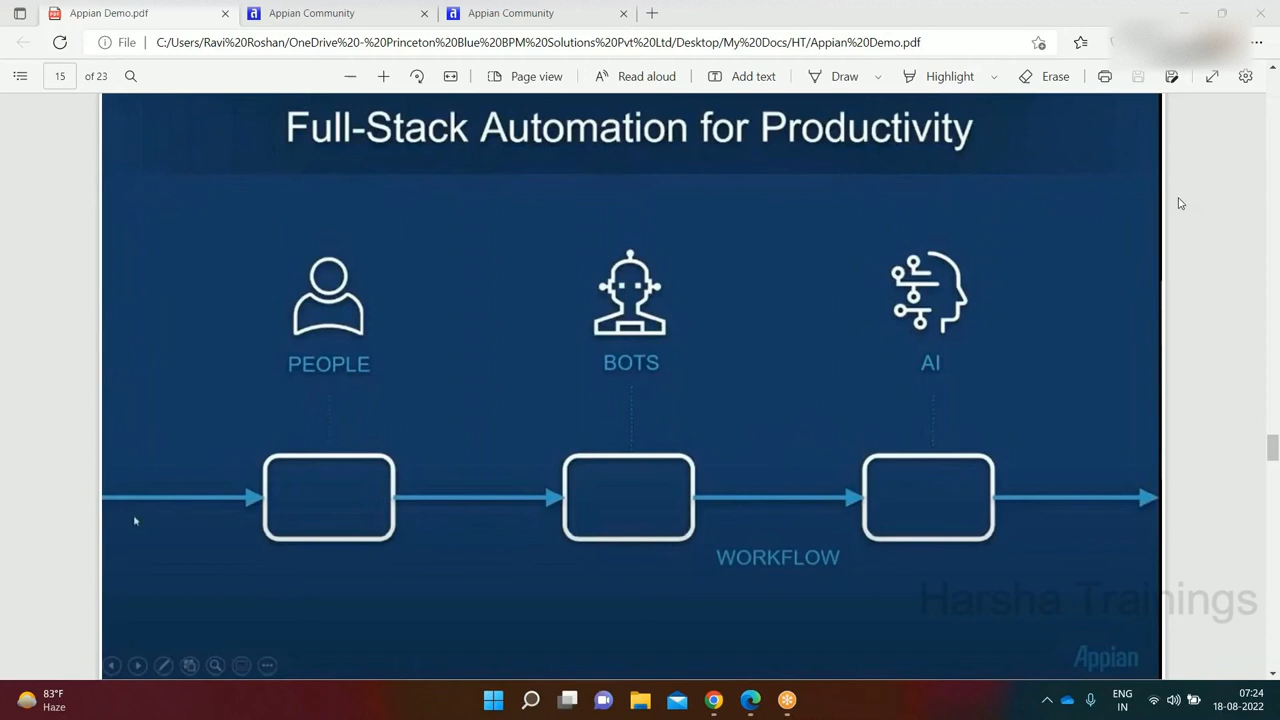 Appian Demo.pdf
Appian Community
Appian Community
File
C:/Users/Ravi%20Roshan/OneDrive%20-%20Princeton%20Blue%20BPM%20Solutions%20Pvt%20Ltd/Desktop/My%20Docs/HT/Appian%20Demo.pdf
15 of 23
Page view
Read aloud
Add text
Draw
Highlight
Erase
Full-Stack Automation for Productivity
PEOPLE
BOTS
AI
WORKFLOW
Harsha Trainings
Appian
83°F
Haze
ENG
IN
07:24
18-08-2022